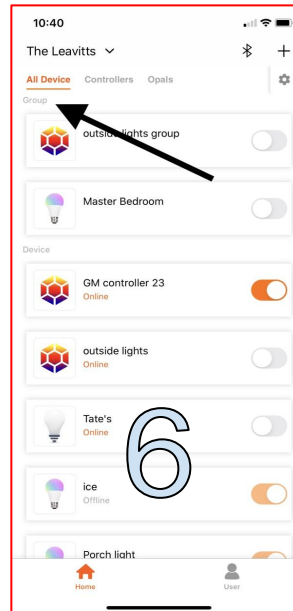 10:40
The Leavitts
All Device Controllers Opals
Group
outside lights group
Master Bedroom
Device
GM controller 23
Online
outside lights
Online
Tate's
Online
6
ice
Offline
Porch light
Home User